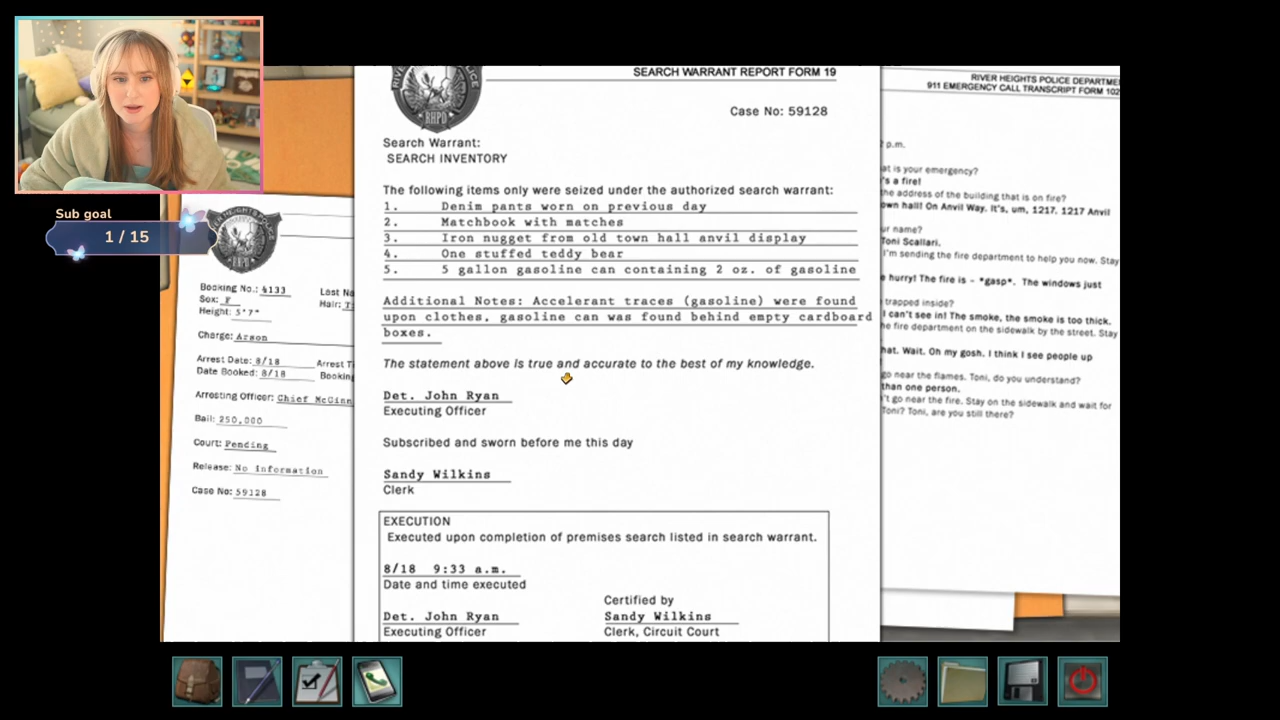 Sub goal
1 / 15
Booking No.: 4133
Last Na
Sex: F
Hair: T
Height: 5'7"
Charge: Arson
Arrest Date: 8/18
Arrest T
Date Booked: 8/18
Booking
Arresting Officer: Chief McGinn
Bail: 250,000
Court: Pending
Release: No information
Case No: 59128
SEARCH WARRANT REPORT FORM 19
RHPD
Case No: 59128
Search Warrant:
SEARCH INVENTORY
The following items only were seized under the authorized search warrant:
1. Denim pants worn on previous day
2. Matchbook with matches
3. Iron nugget from old town hall anvil display
4. One stuffed teddy bear
5. 5 gallon gasoline can containing 2 oz. of gasoline
Additional Notes: Accelerant traces (gasoline) were found
upon clothes, gasoline can was found behind empty cardboard
boxes.
The statement above is true and accurate to the best of my knowledge.
Det. John Ryan
Executing Officer
Subscribed and sworn before me this day
Sandy Wilkins
Clerk
EXECUTION
Executed upon completion of premises search listed in search warrant.
8/18 9:33 a.m.
Date and time executed
Certified by
Det. John Ryan
Sandy Wilkins
Executing Officer
Clerk, Circuit Court
RIVER HEIGHTS POLICE DEPARTME
911 EMERGENCY CALL TRANSCRIPT FORM 102
p.m.
at is your emergency?
's a fire!
the address of the building that is on fire?
own hall! On Anvil Way. It's, um, 1217. 1217 Anvil
ur name?
Toni Scallari.
I'm sending the fire department to help you now. Stay
e hurry! The fire is - *gasp*. The windows just
trapped inside?
I can't see in! The smoke, the smoke is too thick.
he fire department on the sidewalk by the street. Stay
hat. Wait. Oh my gosh. I think I see people up
go near the flames. Toni, do you understand?
than one person.
't go near the fire. Stay on the sidewalk and wait for
Toni? Toni, are you still there?